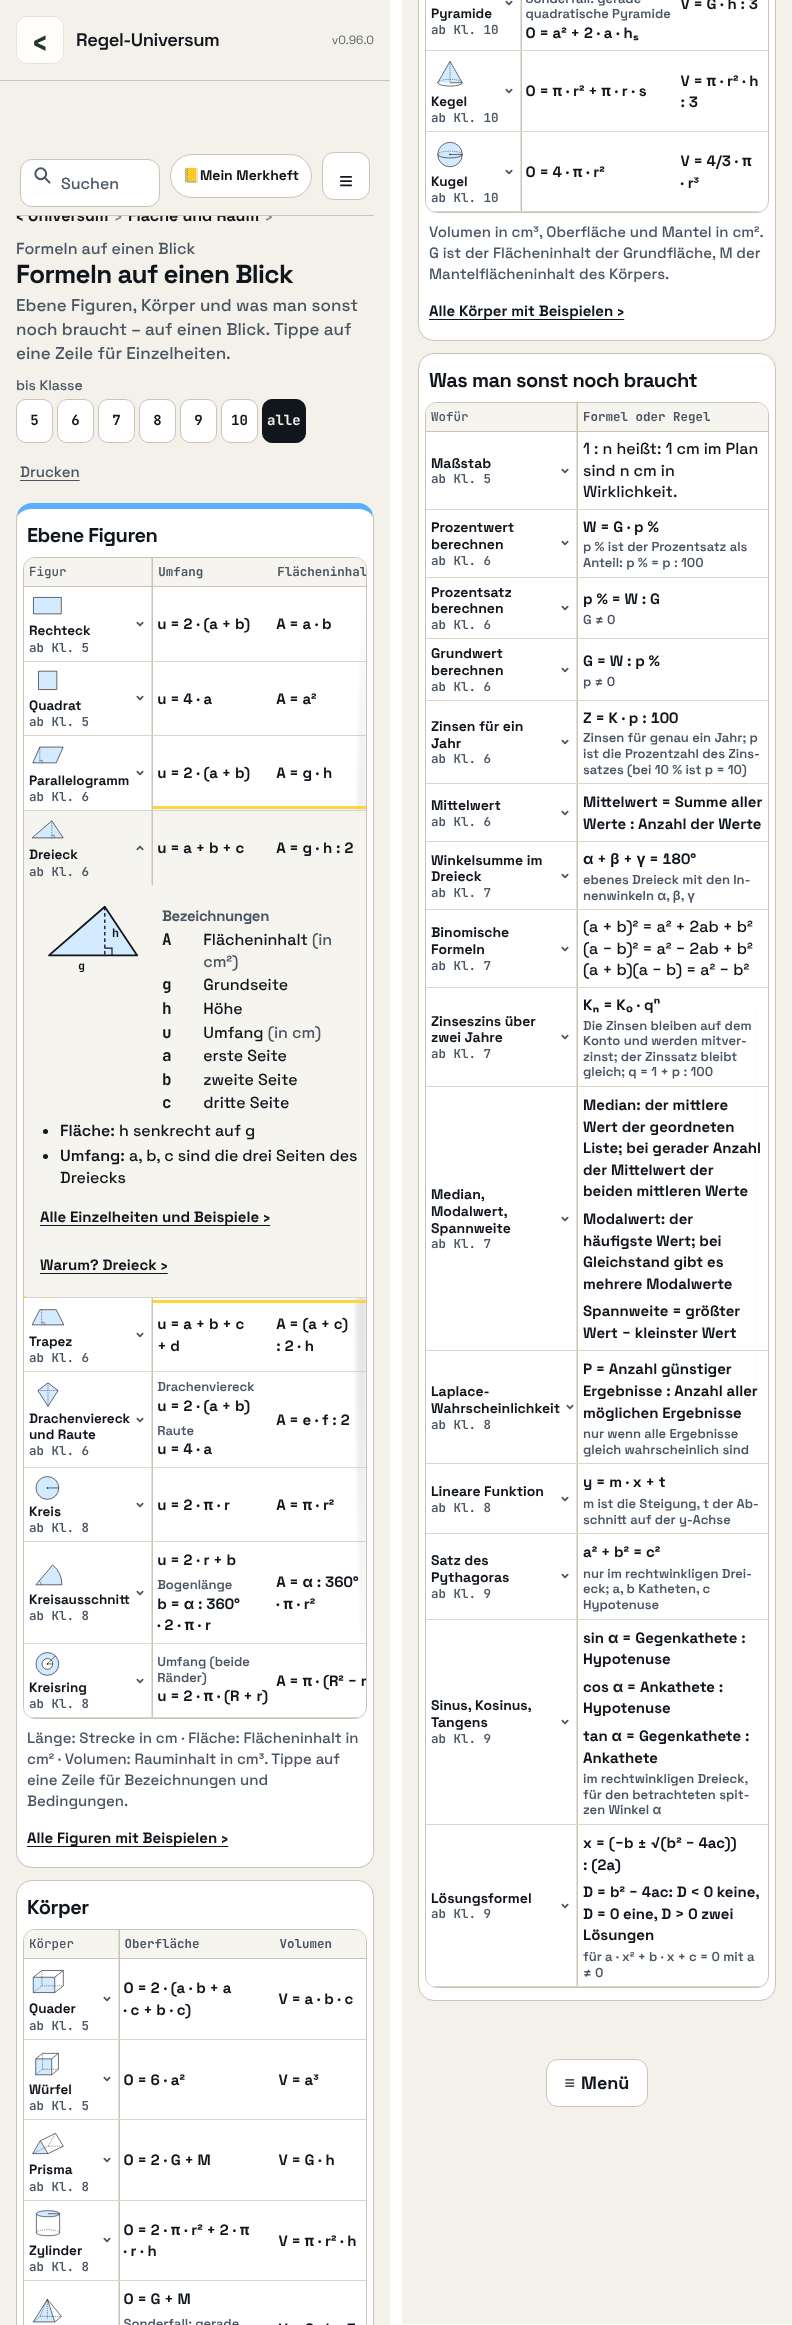 <
Regel-Universum
v0.96.0
Suchen
📒Mein Merkheft
≡
< Universum > Fläche und Raum >
Formeln auf einen Blick
Formeln auf einen Blick
Ebene Figuren, Körper und was man sonst
noch braucht – auf einen Blick. Tippe auf
eine Zeile für Einzelheiten.
bis Klasse
5 6 7 8 9 10 alle
Drucken
Ebene Figuren
Figur Umfang Flächeninhal
Rechteck
ab Kl. 5
u = 2 · (a + b) A = a · b
Quadrat
ab Kl. 5
u = 4 · a A = a²
Parallelogramm
ab Kl. 6
u = 2 · (a + b) A = g · h
Dreieck
ab Kl. 6
u = a + b + c A = g · h : 2
h
g
Bezeichnungen
A Flächeninhalt (in
cm²)
g Grundseite
h Höhe
u Umfang (in cm)
a erste Seite
b zweite Seite
c dritte Seite
• Fläche: h senkrecht auf g
• Umfang: a, b, c sind die drei Seiten des
Dreiecks
Alle Einzelheiten und Beispiele >
Warum? Dreieck >
Trapez
ab Kl. 6
u = a + b + c
+ d
A = (a + c)
: 2 · h
Drachenviereck
und Raute
ab Kl. 6
Drachenviereck
u = 2 · (a + b)
Raute
u = 4 · a
A = e · f : 2
Kreis
ab Kl. 8
u = 2 · π · r A = π · r²
Kreisausschnitt
ab Kl. 8
u = 2 · r + b
Bogenlänge
b = α : 360°
· 2 · π · r
A = α : 360°
· π · r²
Kreisring
ab Kl. 8
Umfang (beide
Ränder)
u = 2 · π · (R + r)
A = π · (R² − r
Länge: Strecke in cm · Fläche: Flächeninhalt in
cm² · Volumen: Rauminhalt in cm³. Tippe auf
eine Zeile für Bezeichnungen und
Bedingungen.
Alle Figuren mit Beispielen >
Körper
Körper Oberfläche Volumen
Quader
ab Kl. 5
O = 2 · (a · b + a
· c + b · c)
V = a · b · c
Würfel
ab Kl. 5
O = 6 · a² V = a³
Prisma
ab Kl. 8
O = 2 · G + M V = G · h
Zylinder
ab Kl. 8
O = 2 · π · r² + 2 · π
· r · h
V = π · r² · h
O = G + M
Sonderfall: gerade
Pyramide
ab Kl. 10
Sonderfall: gerade
quadratische Pyramide
O = a² + 2 · a · hₛ
V = G · h : 3
Kegel
ab Kl. 10
O = π · r² + π · r · s
V = π · r² · h
: 3
Kugel
ab Kl. 10
O = 4 · π · r²
V = 4/3 · π
· r³
Volumen in cm³, Oberfläche und Mantel in cm².
G ist der Flächeninhalt der Grundfläche, M der
Mantelflächeninhalt des Körpers.
Alle Körper mit Beispielen >
Was man sonst noch braucht
Wofür Formel oder Regel
Maßstab
ab Kl. 5
1 : n heißt: 1 cm im Plan
sind n cm in
Wirklichkeit.
Prozentwert
berechnen
ab Kl. 6
W = G · p %
p % ist der Prozentsatz als
Anteil: p % = p : 100
Prozentsatz
berechnen
ab Kl. 6
p % = W : G
G ≠ 0
Grundwert
berechnen
ab Kl. 6
G = W : p %
p ≠ 0
Zinsen für ein
Jahr
ab Kl. 6
Z = K · p : 100
Zinsen für genau ein Jahr; p
ist die Prozentzahl des Zins-
satzes (bei 10 % ist p = 10)
Mittelwert
ab Kl. 6
Mittelwert = Summe aller
Werte : Anzahl der Werte
Winkelsumme im
Dreieck
ab Kl. 7
α + β + γ = 180°
ebenes Dreieck mit den In-
nenwinkeln α, β, γ
Binomische
Formeln
ab Kl. 7
(a + b)² = a² + 2ab + b²
(a − b)² = a² − 2ab + b²
(a + b)(a − b) = a² − b²
Zinseszins über
zwei Jahre
ab Kl. 7
Kₙ = K₀ · qⁿ
Die Zinsen bleiben auf dem
Konto und werden mitver-
zinst; der Zinssatz bleibt
gleich; q = 1 + p : 100
Median,
Modalwert,
Spannweite
ab Kl. 7
Median: der mittlere
Wert der geordneten
Liste; bei gerader Anzahl
der Mittelwert der
beiden mittleren Werte
Modalwert: der
häufigste Wert; bei
Gleichstand gibt es
mehrere Modalwerte
Spannweite = größter
Wert − kleinster Wert
Laplace-
Wahrscheinlichkeit
ab Kl. 8
P = Anzahl günstiger
Ergebnisse : Anzahl aller
möglichen Ergebnisse
nur wenn alle Ergebnisse
gleich wahrscheinlich sind
Lineare Funktion
ab Kl. 8
y = m · x + t
m ist die Steigung, t der Ab-
schnitt auf der y-Achse
Satz des
Pythagoras
ab Kl. 9
a² + b² = c²
nur im rechtwinkligen Drei-
eck; a, b Katheten, c
Hypotenuse
Sinus, Kosinus,
Tangens
ab Kl. 9
sin α = Gegenkathete :
Hypotenuse
cos α = Ankathete :
Hypotenuse
tan α = Gegenkathete :
Ankathete
im rechtwinkligen Dreieck,
für den betrachteten spit-
zen Winkel α
Lösungsformel
ab Kl. 9
x = (−b ± √(b² − 4ac))
: (2a)
D = b² − 4ac: D < 0 keine,
D = 0 eine, D > 0 zwei
Lösungen
für a · x² + b · x + c = 0 mit a
≠ 0
≡ Menü